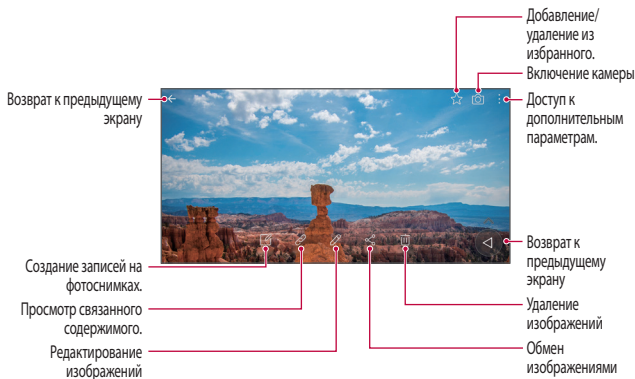 Добавление/
удаление из
избранного.
Включение камеры
Возврат к предыдущему
экрану
Доступ к
дополнительным
параметрам.
Создание записей на
фотоснимках.
Просмотр связанного
содержимого.
Редактирование
изображений
Возврат к
предыдущему
экрану
Удаление
изображений
Обмен
изображениями